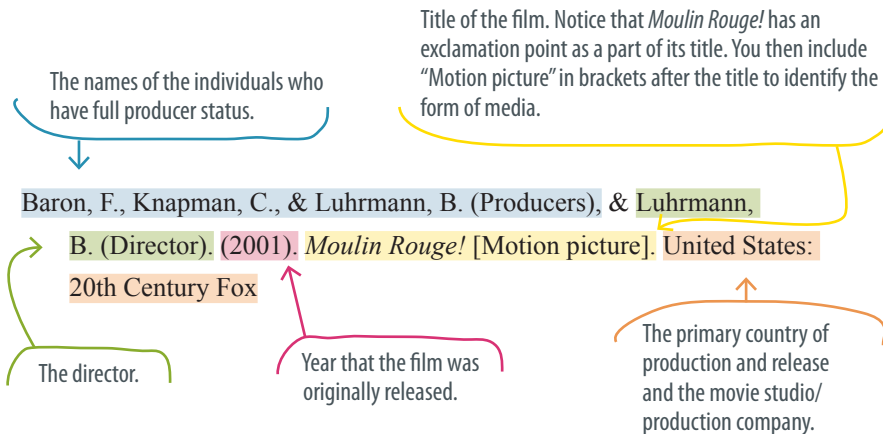 The names of the individuals who
have full producer status.
Title of the film. Notice that Moulin Rouge! has an
exclamation point as a part of its title. You then include
“Motion picture” in brackets after the title to identify the
form of media.
Baron, F., Knapman, C., & Luhrmann, B. (Producers), & Luhrmann,
B. (Director). (2001). Moulin Rouge! [Motion picture]. United States:
20th Century Fox
The director.
Year that the film was
originally released.
The primary country of
production and release
and the movie studio/
production company.